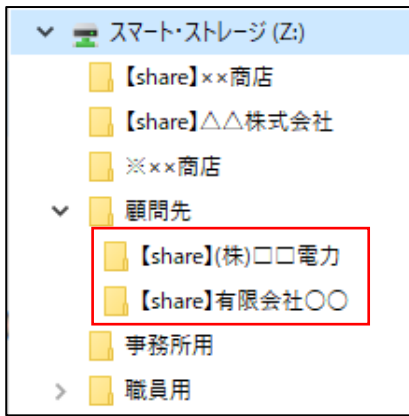 スマート・ストレージ (Z:)
【share】××商店
【share】△△株式会社
※××商店
顧問先
【share】(株)□□電力
【share】有限会社〇〇
事務所用
職員用